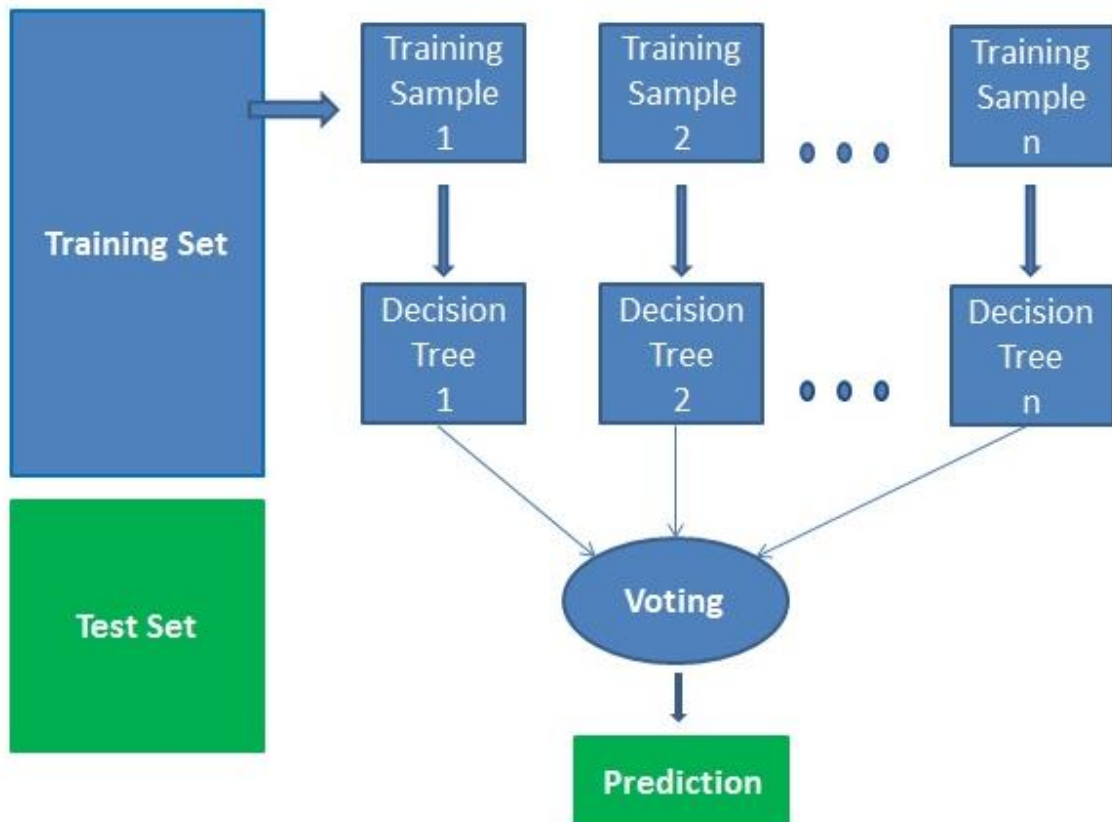 Training Set
Training
Sample
1
Training
Sample
2
Training
Sample
n
Decision
Tree
1
Decision
Tree
2
Decision
Tree
n
Test Set
Voting
Prediction